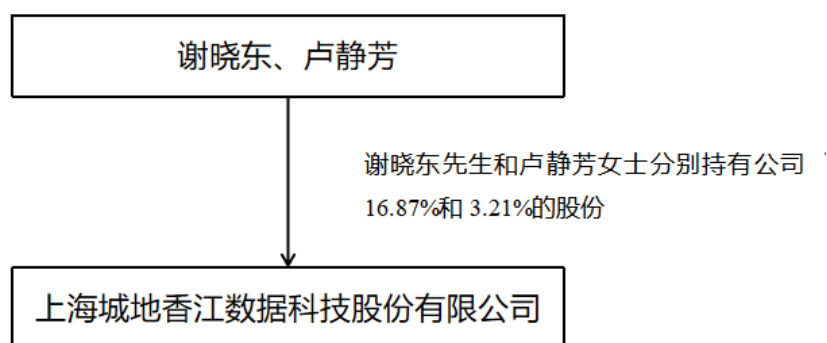 谢晓东、卢静芳
谢晓东先生和卢静芳女士分别持有公司
16.87%和 3.21%的股份
上海城地香江数据科技股份有限公司